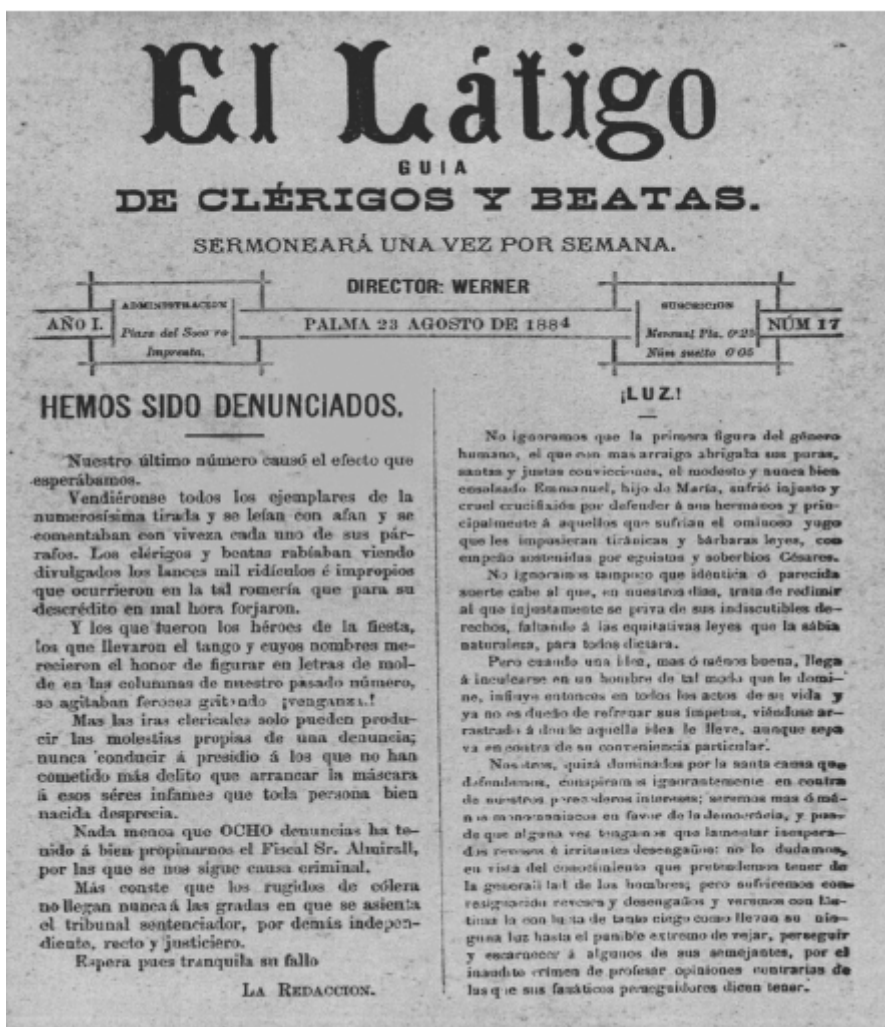 El Látigo
GUIA
DE CLÉRIGOS Y BEATAS.
SERMONEARÁ UNA VEZ POR SEMANA.
DIRECTOR: WERNER
AÑO I.
ADMINISTRACION
Plaza del Soco ro
Imprenta.
PALMA 23 AGOSTO DE 1884
SUSCRICION
Mensual Pta. 0'25
Núm suelto 0'05
NÚM 17
HEMOS SIDO DENUNCIADOS.
Nuestro último número causó el efecto que
esperábamos.
Vendiéronse todos los ejemplares de la
numerosísima tirada y se leían con afan y se
comentaban con viveza cada uno de sus pár-
rafos. Los clérigos y beatas rabiaban viendo
divulgados los lances mil ridículos é impropios
que ocurrieron en la tal romería que para su
descrédito en mal hora forjaron.
Y los que fueron los héroes de la fiesta,
los que llevaron el tango y cuyos nombres me-
recieron el honor de figurar en letras de mol-
de en las columnas de nuestro pasado número,
se agitaban feroces gritando ¡venganza.!
Mas las iras clericales solo pueden produ-
cir las molestias propias de una denuncia;
nunca conducir á presidio á los que no han
cometido más delito que arrancar la máscara
á esos séres infames que toda persona bien
nacida desprecia.
Nada menos que OCHO denuncias ha te-
nido á bien propinarnos el Fiscal Sr. Almirall,
por las que se nos sigue causa criminal.
Más conste que los rugidos de cólera
no llegan nunca á las gradas en que se asienta
el tribunal sentenciador, por demás indepen-
diente, recto y justiciero.
Espera pues tranquila su fallo
LA REDACCION.
¡LUZ.!
No ignoramos que la primera figura del género
humano, el que con mas arraigo abrigaba sus puras,
santas y justas convicciones, el modesto y nunca bien
ensalsado Emmanuel, hijo de María, sufrió injusto y
cruel crucifixión por defender á sus hermanos y prin-
cipalmente á aquellos que sufrían el ominoso yugo
que les impusieran tiránicas y bárbaras leyes, con
empeño sostenidas por egoistas y soberbios Césares.
No ignoramos tampoco que idéntica ó parecida
suerte cabe al que, en nuestros dias, trata de redimir
al que injustamente se priva de sus indiscutibles de-
rechos, faltando á las equitativas leyes que la sábia
naturaleza, para todos dictara.
Pero cuando una idea, mas ó ménos buena, llega
á inculcarse en un hombre de tal modo que le domi-
ne, influye entonces en todos los actos de su vida y
ya no es dueño de refrenar sus ímpetus, viéndose ar-
rastrado á donde aquella idea le lleve, aunque sepa
va en contra de su conveniencia particular.
Nosotros, quizá dominados por la santa causa que
defendemos, conspiramos ignorantemente en contra
de nuestros perecederos intereses; seremos mas ó mé-
nos monomaniacos en favor de la democrácia, y pue-
de que alguna vez tengamos que lamentar inespera-
dos reveses é irritantes desengaños: no lo dudamos,
en vista del conocimiento que pretendemos tener de
la generalidad de los hombres; pero sufriremos con
resignación reveses y desengaños y veremos con lás-
tima la conducta de tanto ciego como llevan su nin-
guna luz hasta el punible extremo de vejar, perseguir
y escarnecer á algunos de sus semejantes, por el
inaudito crimen de profesar opiniones contrarias de
las que sus fanáticos perseguidores dicen tener.